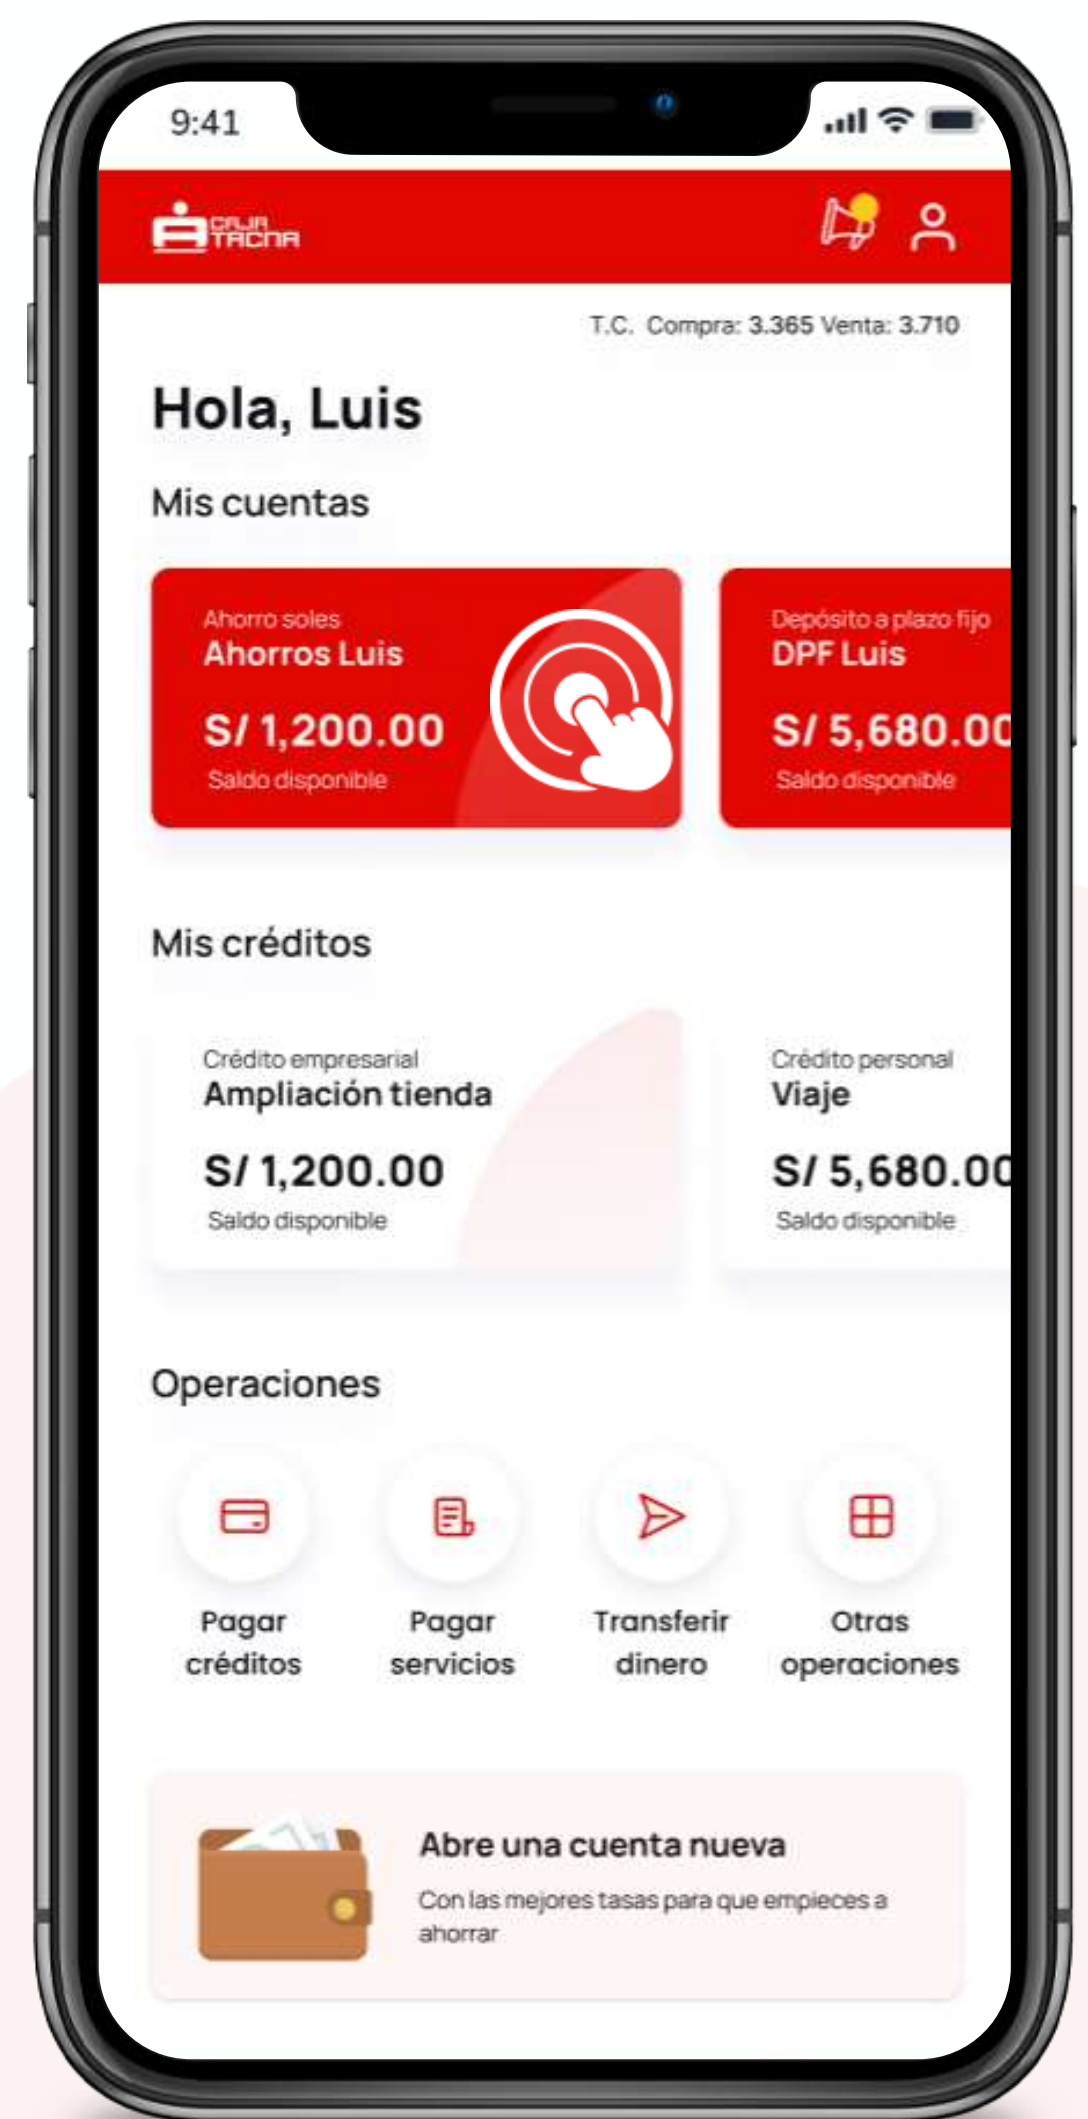 9:41
CAJA
TACNA
T.C. Compra: 3.365 Venta: 3.710
Hola, Luis
Mis cuentas
Ahorro soles
Ahorros Luis
S/ 1,200.00
Saldo disponible
Depósito a plazo fijo
DPF Luis
S/ 5,680.00
Saldo disponible
Mis créditos
Crédito empresarial
Ampliación tienda
S/ 1,200.00
Saldo disponible
Crédito personal
Viaje
S/ 5,680.00
Saldo disponible
Operaciones
Pagar
créditos
Pagar
servicios
Transferir
dinero
Otras
operaciones
Abre una cuenta nueva
Con las mejores tasas para que empieces a
ahorrar